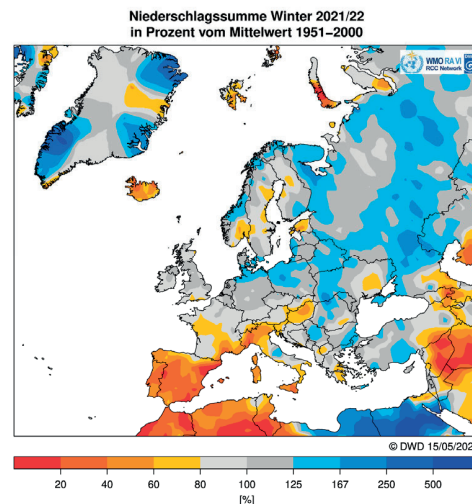 Niederschlagssumme Winter 2021/22
in Prozent vom Mittelwert 1951−2000
WMO RA VI
RCC Network
© DWD 15/05/202
20 40 60 80 100 125 167 250 500
[%]